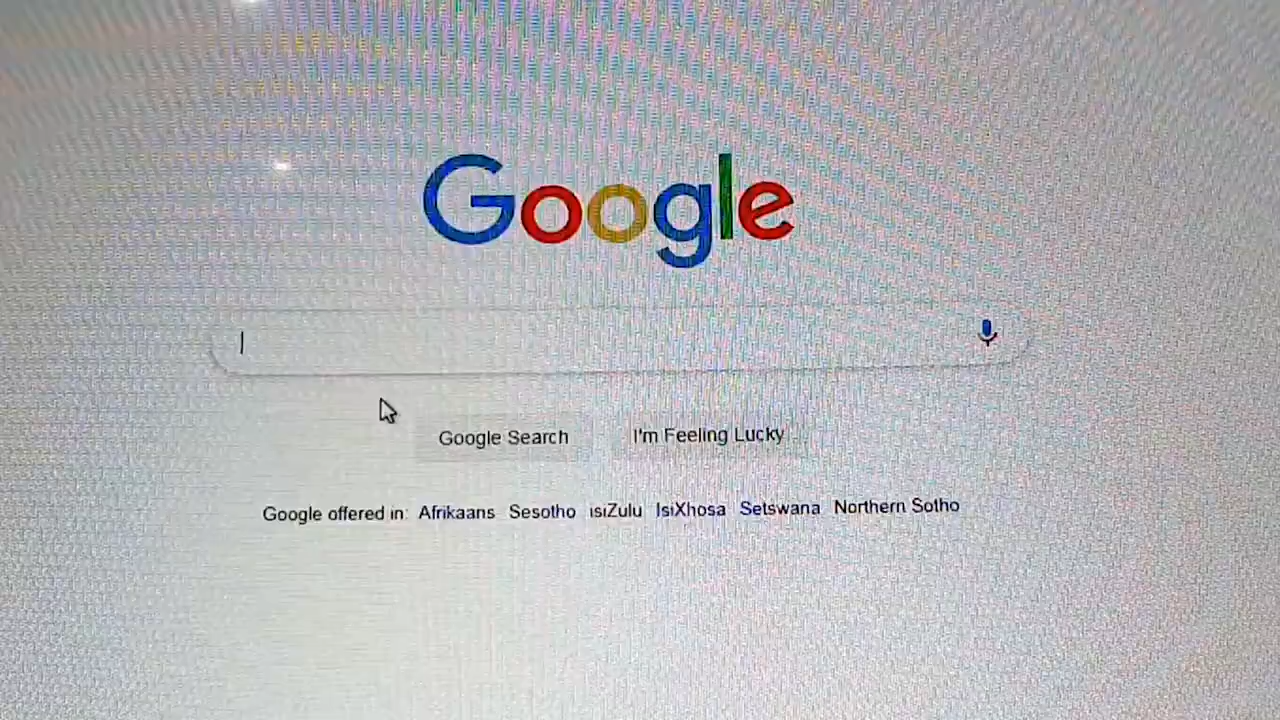 Google
Google Search I'm Feeling Lucky
Google offered in: Afrikaans Sesotho isiZulu IsiXhosa Setswana Northern Sotho